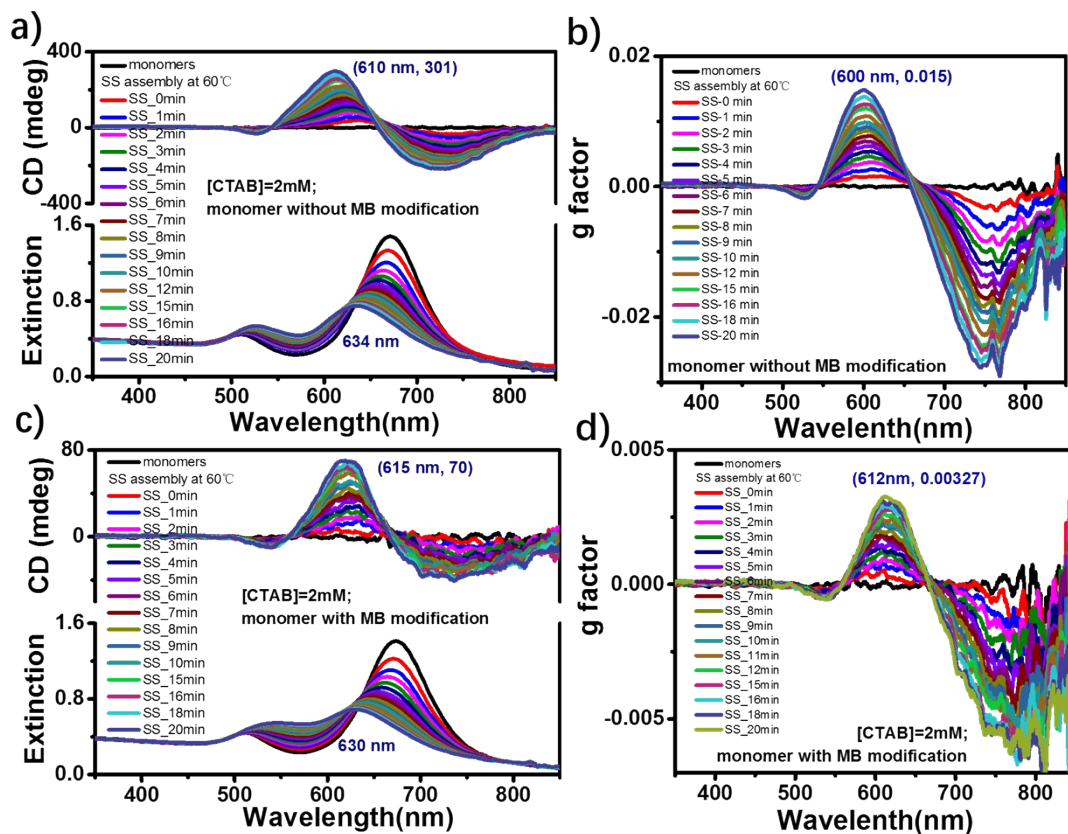 a)
400
0
-400
CD (mdeg)
monomers
SS assembly at 60℃
SS_0min
SS_1min
SS_2min
SS_3min
SS_4min
SS_5min
SS_6min
SS_7min
SS_8min
SS_9min
SS_10min
SS_12min
SS_15min
SS_16min
SS_18min
SS_20min
(610 nm, 301)
[CTAB]=2mM;
monomer without MB modification
1.6
0.8
0.0
Extinction
634 nm
400 500 600 700 800
Wavelength(nm)
b)
0.02
0.00
-0.02
g factor
monomers
SS assembly at 60℃
SS-0 min
SS-1 min
SS-2 min
SS-3 min
SS-4 min
SS-5 min
SS-6 min
SS-7 min
SS-8 min
SS-9 min
SS-10 min
SS-12 min
SS-15 min
SS-16 min
SS-18 min
SS-20 min
(600 nm, 0.015)
monomer without MB modification
400 500 600 700 800
Wavelenth(nm)
c)
80
0
CD (mdeg)
monomers
SS assembly at 60℃
SS_0min
SS_1min
SS_2min
SS_3min
SS_4min
SS_5min
SS_6min
SS_7min
SS_8min
SS_9min
SS_10min
SS_15min
SS_16min
SS_18min
SS_20min
(615 nm, 70)
[CTAB]=2mM;
monomer with MB modification
1.6
0.8
0.0
Extinction
630 nm
400 500 600 700 800
Wavelength(nm)
d)
0.005
0.000
-0.005
g factor
monomers
SS assembly at 60℃
SS_0min
SS_1min
SS_2min
SS_3min
SS_4min
SS_5min
SS_6min
SS_7min
SS_8min
SS_9min
SS_10min
SS_11min
SS_12min
SS_15min
SS_16min
SS_18min
SS_20min
(612nm, 0.00327)
[CTAB]=2mM;
monomer with MB modification
400 500 600 700 800
Wavelenth(nm)